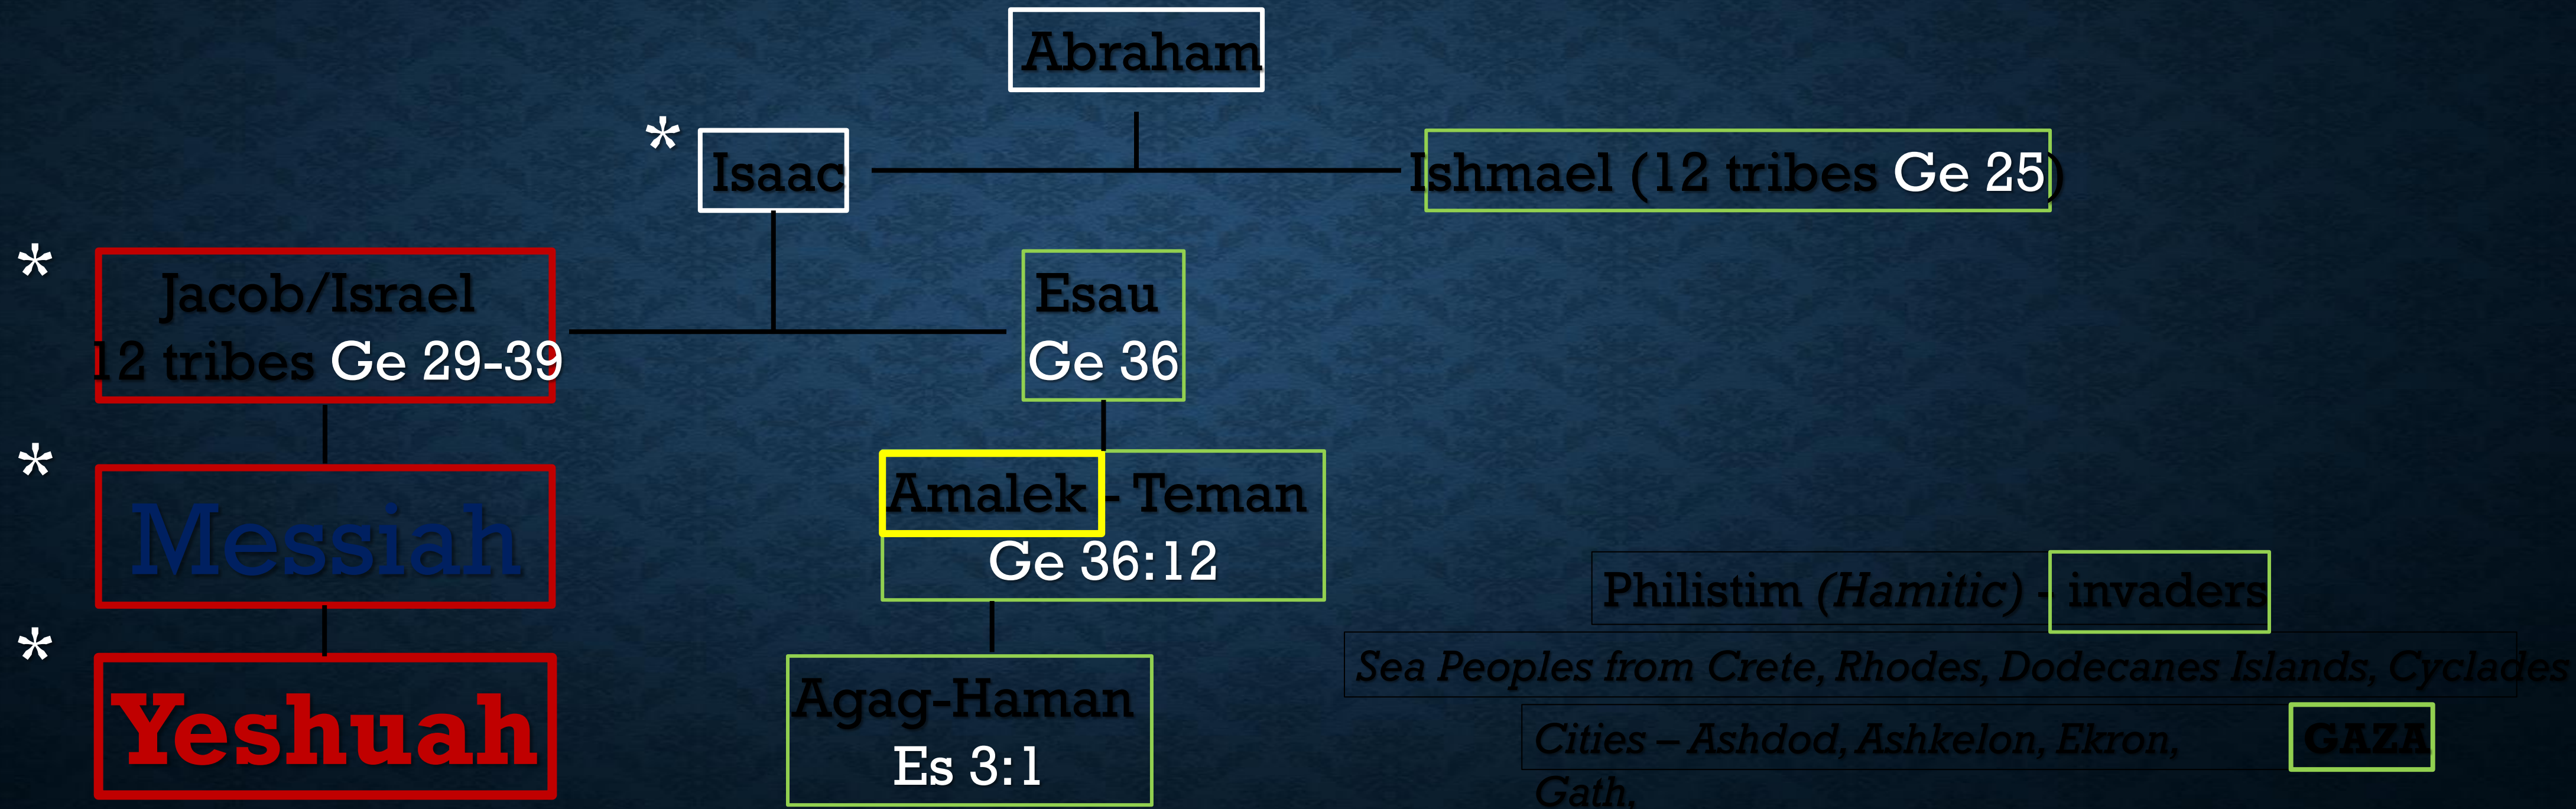 Abraham
* Isaac
Ishmael (12 tribes Ge 25)
* Jacob/Israel
12 tribes Ge 29-39
Esau
Ge 36
* Messiah
Amalek - Teman
Ge 36:12
* Yeshuah
Agag-Haman
Es 3:1
Philistim (Hamitic) - invaders
Sea Peoples from Crete, Rhodes, Dodecanes Islands, Cyclades
Cities – Ashdod, Ashkelon, Ekron, GAZA
Gath,